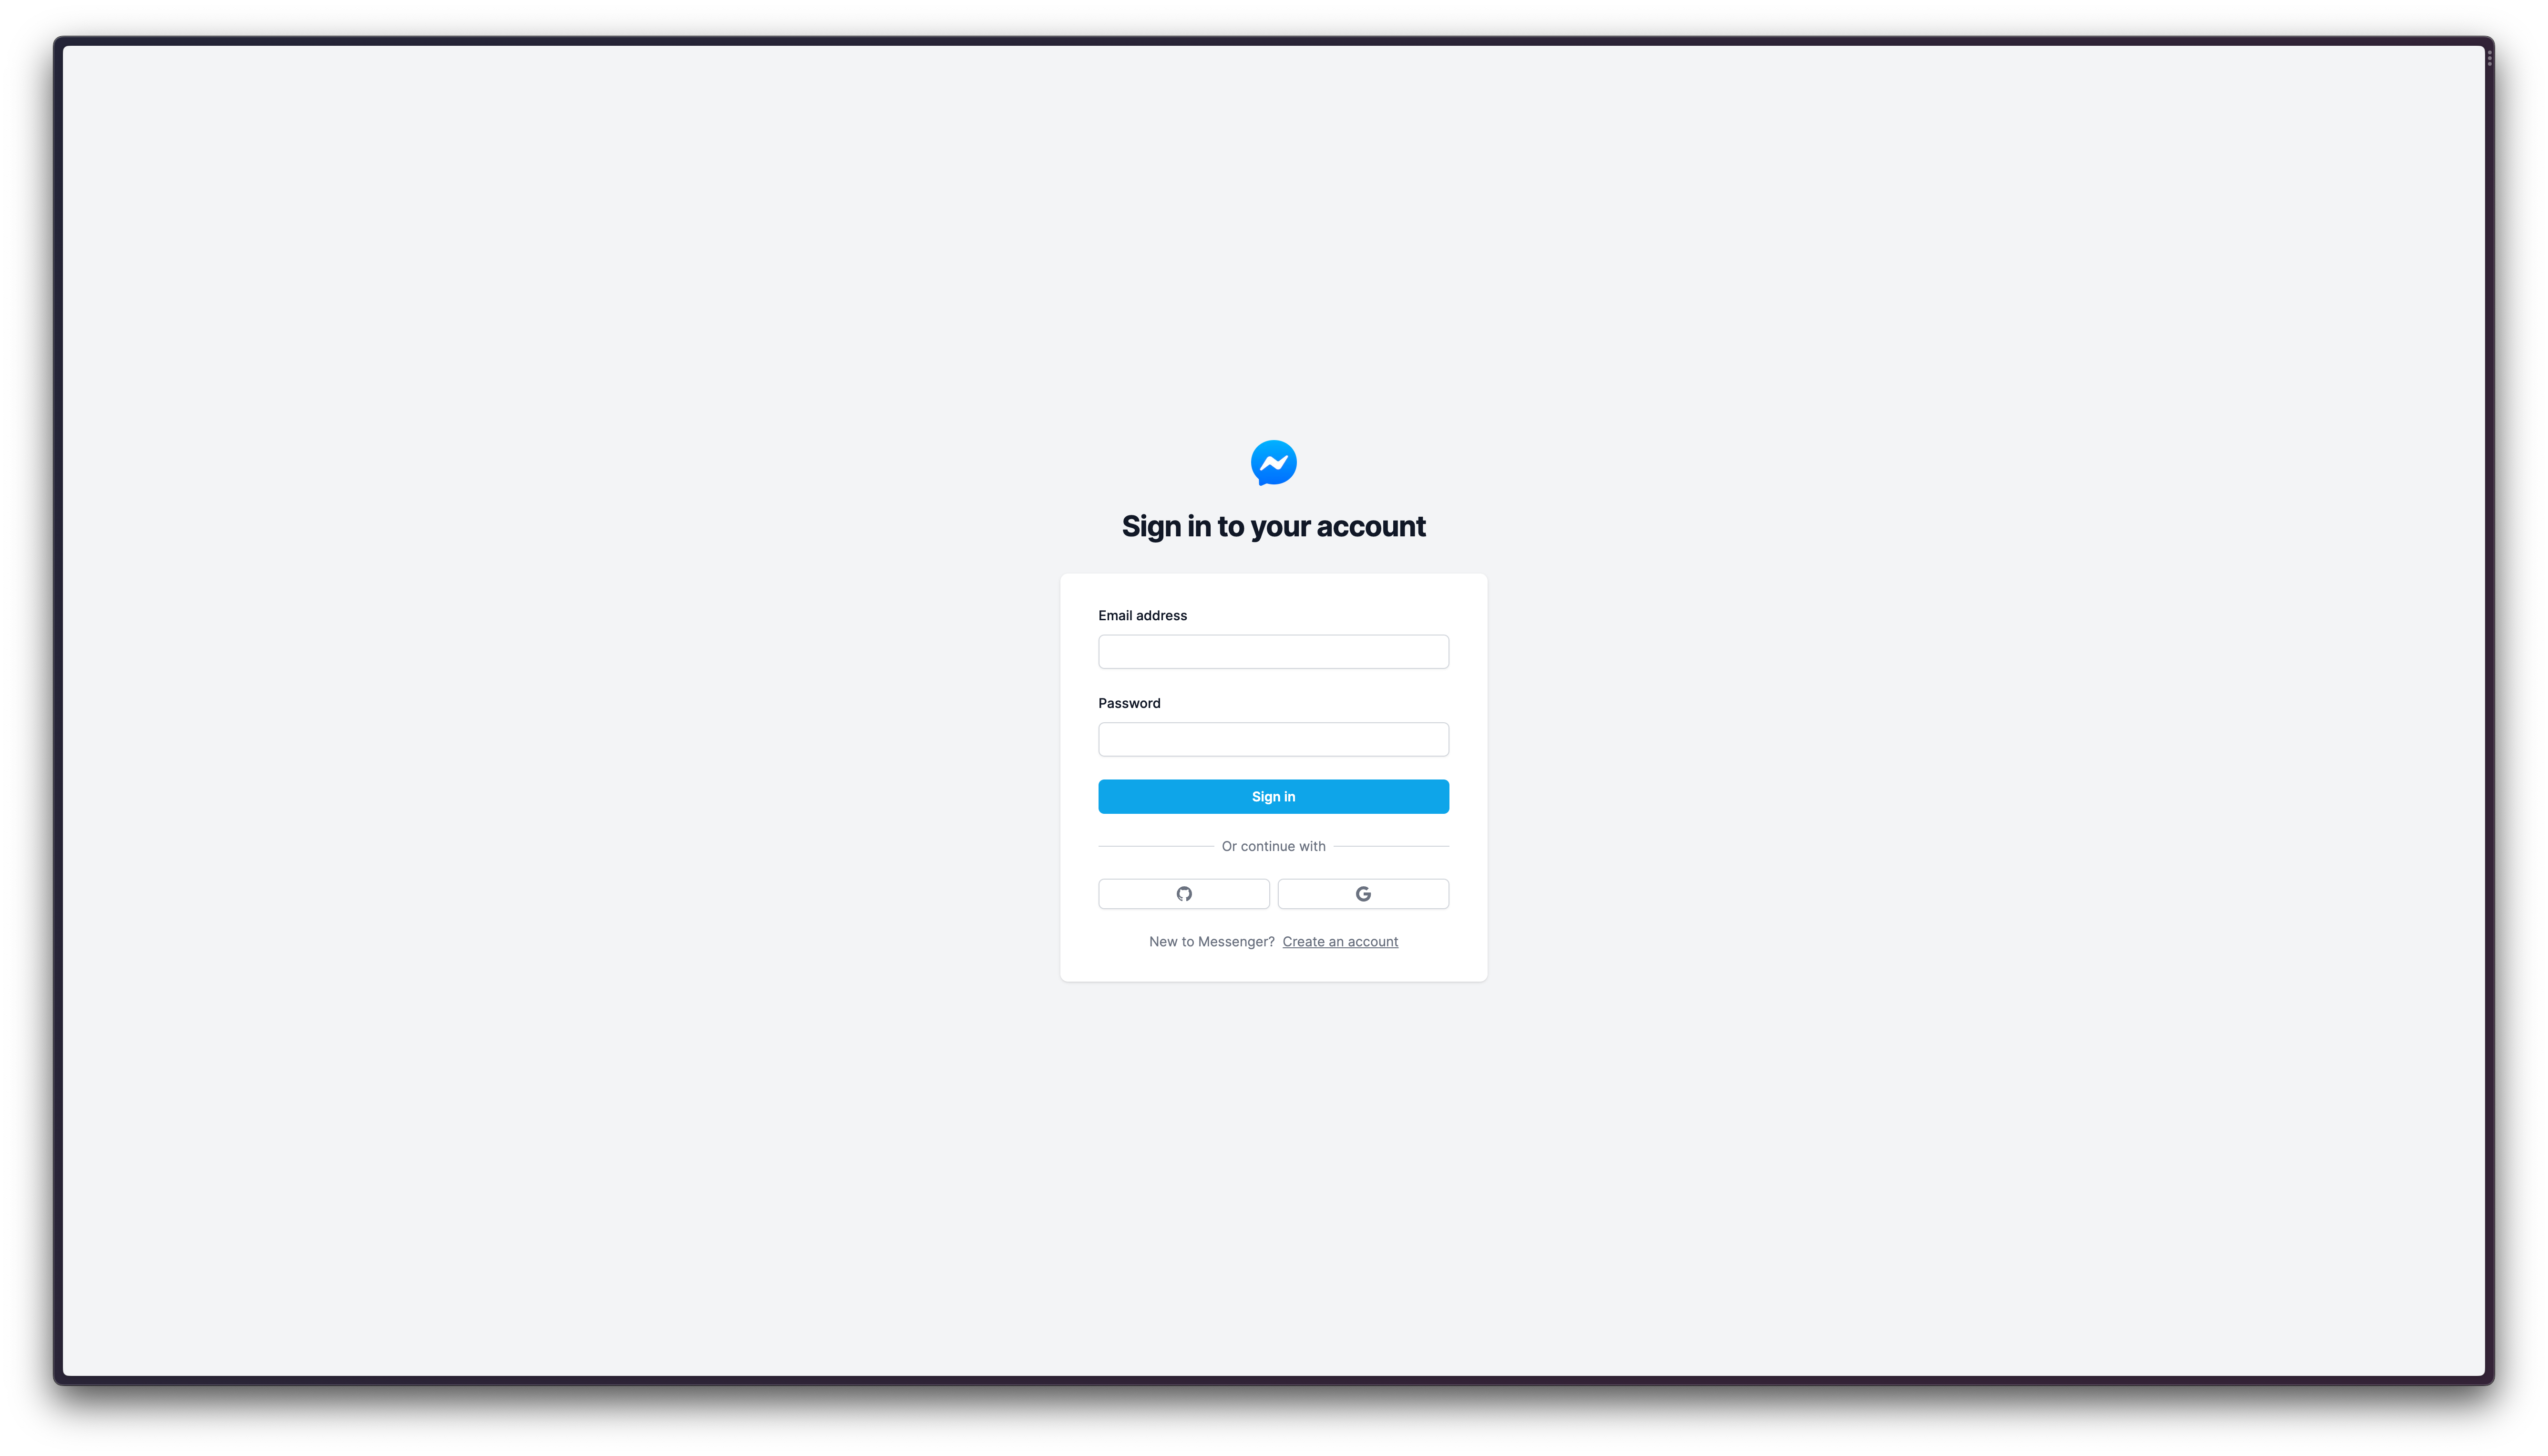 Sign in to your account
Email address
Password
Sign in
Or continue with
New to Messenger? Create an account